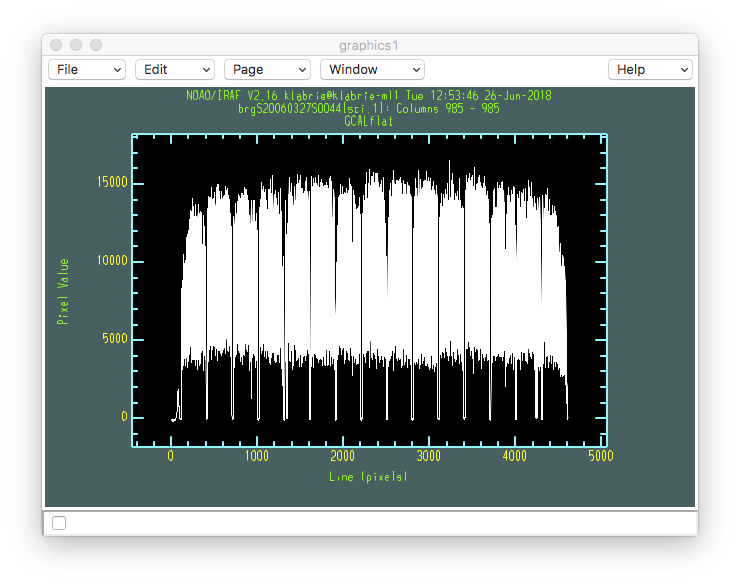 graphics1
File Edit Page Window Help
NOAO/IRAF V2.16 klabrie@klabrie-ml1 Tue 12:53:46 26-Jun-2018
brgS20060327S0044[sci,1]: Columns 985 - 985
GCALflat
15000
10000
5000
0
Pixel Value
0 1000 2000 3000 4000 5000
Line (pixels)